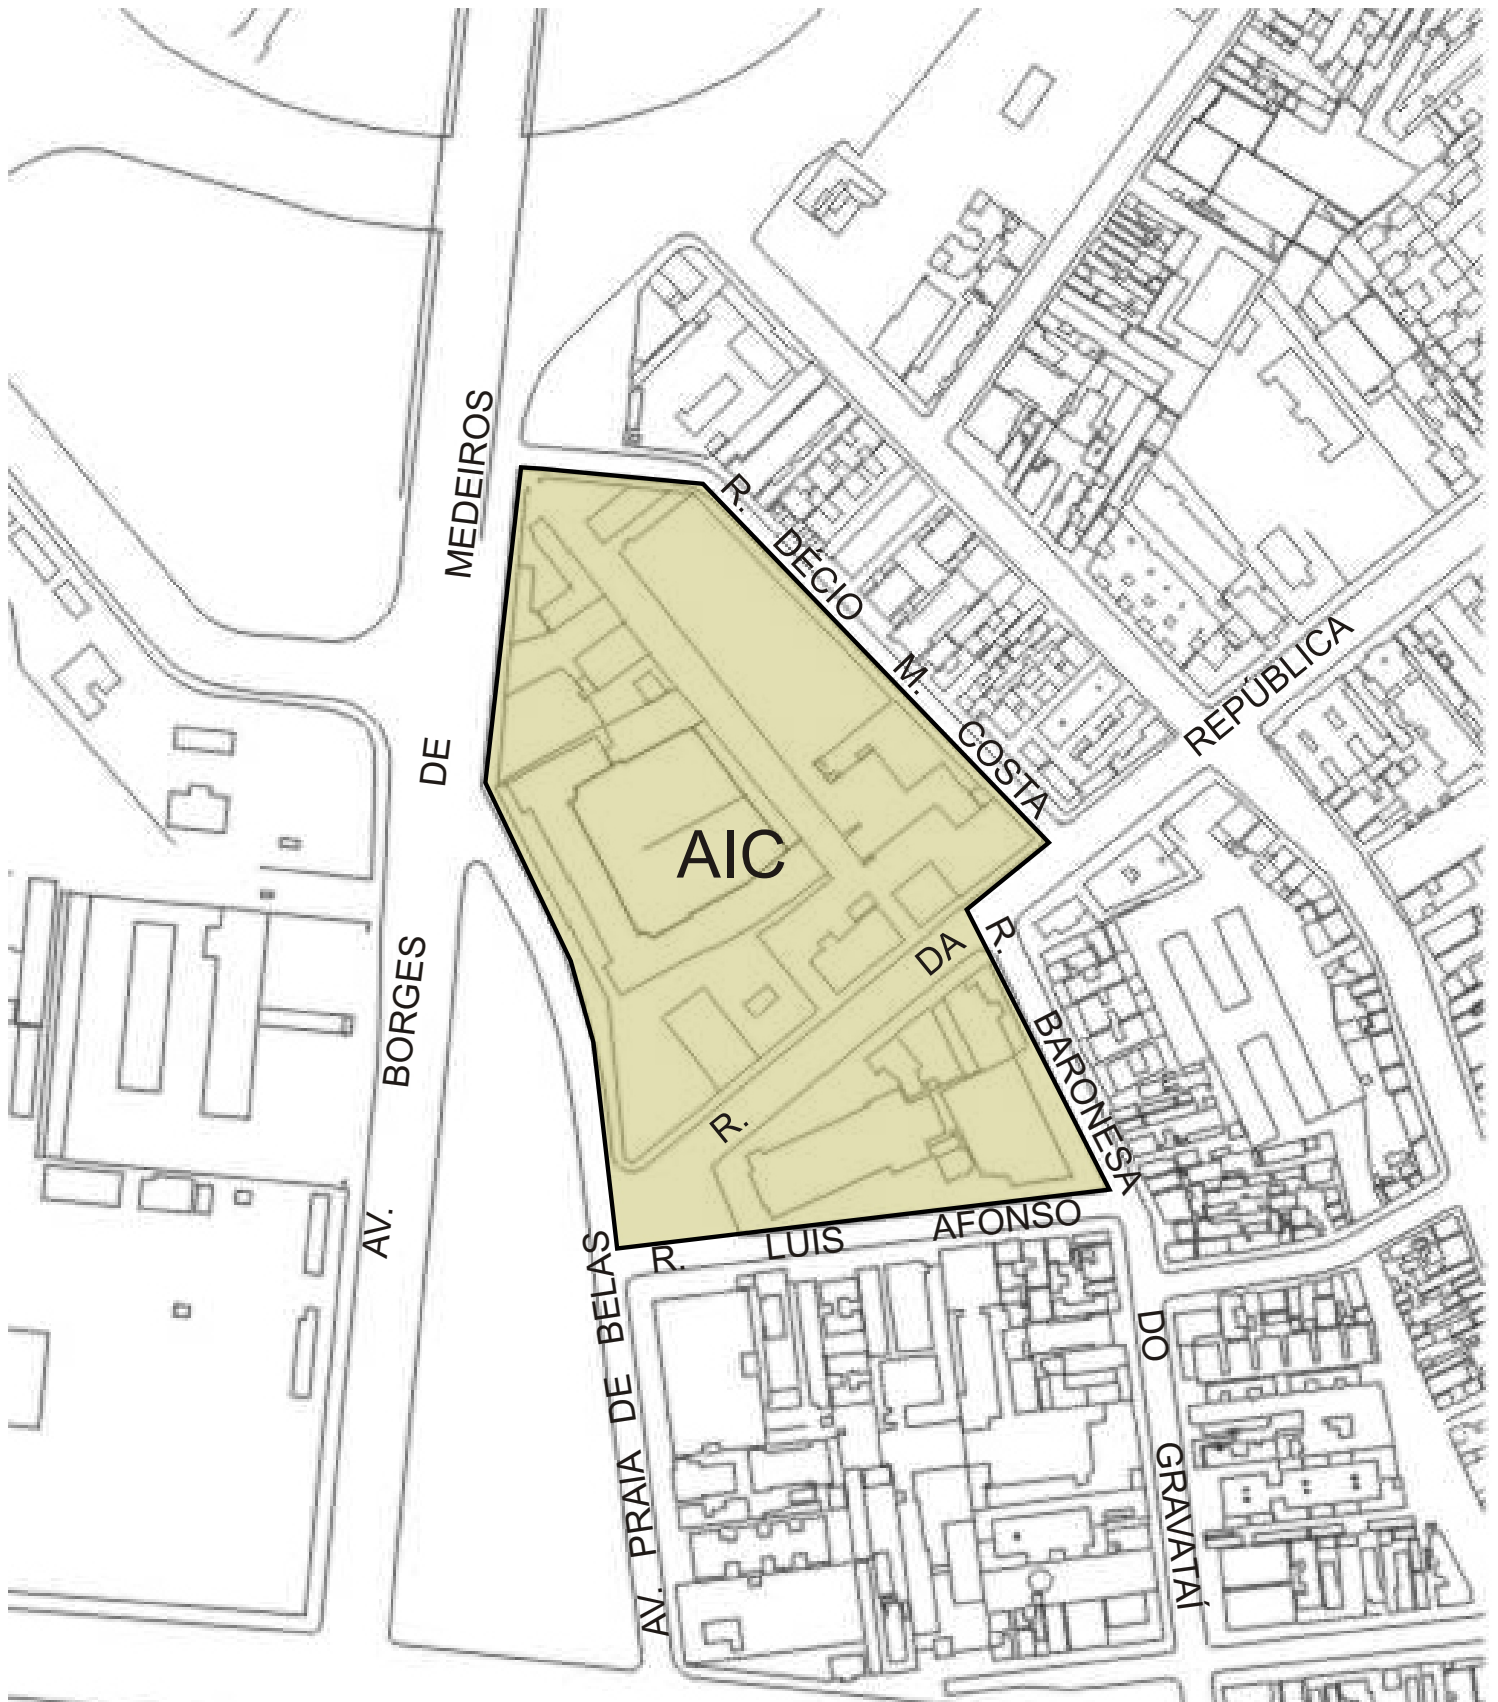 AV. BORGES DE MEDEIROS
R. DÉCIO M. COSTA
AIC
R. DA REPÚBLICA
R. BARONESA DO GRAVATAÍ
R. LUIS AFONSO
AV. PRAIA DE BELAS